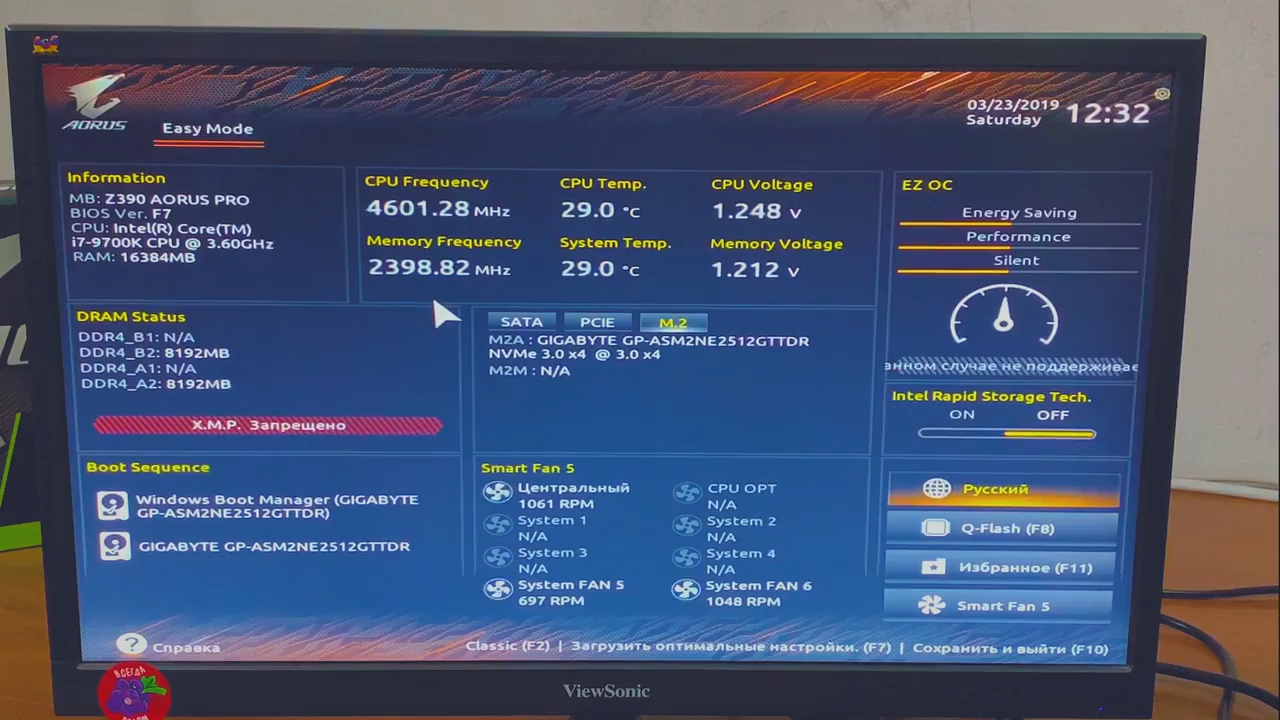 AORUS
Easy Mode
03/23/2019
Saturday
12:32
Information
MB: Z390 AORUS PRO
BIOS Ver. F7
CPU: Intel(R) Core(TM)
i7-9700K CPU @ 3.60GHz
RAM: 16384MB
CPU Frequency
4601.28 MHz
CPU Temp.
29.0 °C
CPU Voltage
1.248 V
Memory Frequency
2398.82 MHz
System Temp.
29.0 °C
Memory Voltage
1.212 V
EZ OC
Energy Saving
Performance
Silent
анном случае не поддерживае
DRAM Status
DDR4_B1: N/A
DDR4_B2: 8192MB
DDR4_A1: N/A
DDR4_A2: 8192MB
X.M.P. Запрещено
SATA
PCIE
M.2
M2A : GIGABYTE GP-ASM2NE2512GTTDR
NVMe 3.0 x4 @ 3.0 x4
M2M : N/A
Intel Rapid Storage Tech.
ON OFF
Boot Sequence
Windows Boot Manager (GIGABYTE
GP-ASM2NE2512GTTDR)
GIGABYTE GP-ASM2NE2512GTTDR
Smart Fan 5
Центральный
1061 RPM
CPU OPT
N/A
System 1
N/A
System 2
N/A
System 3
N/A
System 4
N/A
System FAN 5
697 RPM
System FAN 6
1048 RPM
Русский
Q-Flash (F8)
Избранное (F11)
Smart Fan 5
Справка
Classic (F2) | Загрузить оптимальные настройки. (F7) | Сохранить и выйти (F10)
ViewSonic
ВСЕГДА